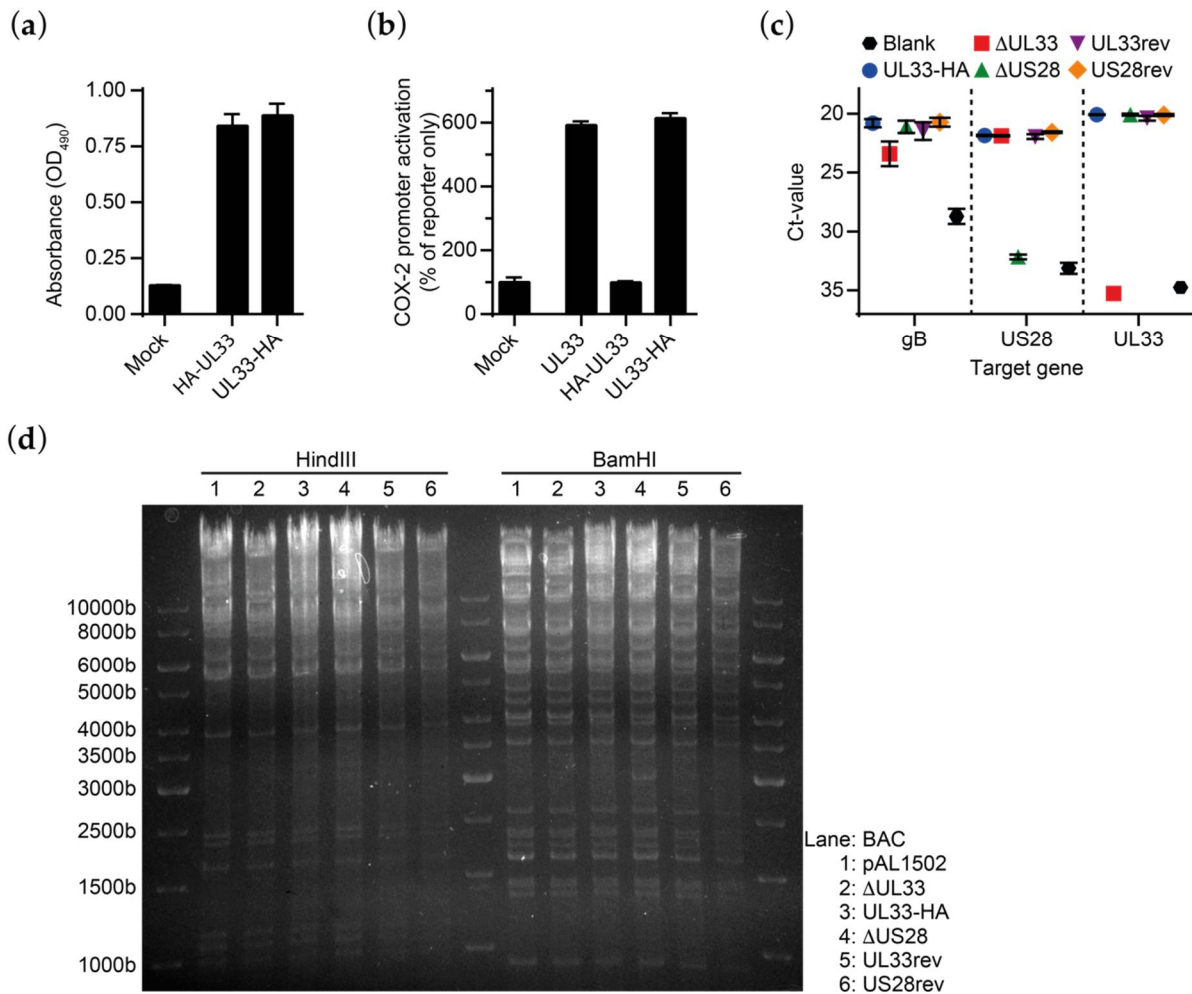 (a)
Absorbance (OD490)
1.00
0.75
0.50
0.25
0.00
Mock
HA-UL33
UL33-HA
(b)
COX-2 promoter activation
(% of reporter only)
600
400
200
0
Mock
UL33
HA-UL33
UL33-HA
(c)
Blank
ΔUL33
UL33rev
UL33-HA
ΔUS28
US28rev
Ct-value
20
25
30
35
gB
US28
UL33
Target gene
(d)
HindIII
BamHI
1 2 3 4 5 6
1 2 3 4 5 6
10000b
8000b
6000b
5000b
4000b
3500b
3000b
2500b
1500b
1000b
Lane: BAC
1: pAL1502
2: ΔUL33
3: UL33-HA
4: ΔUS28
5: UL33rev
6: US28rev